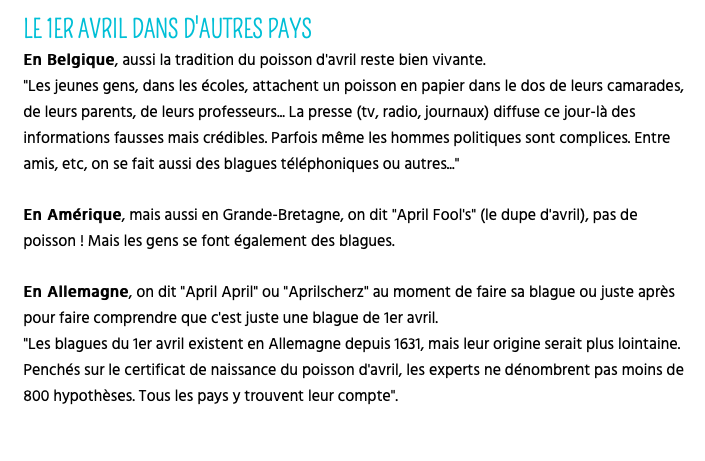 LE 1ER AVRIL DANS D'AUTRES PAYS
En Belgique, aussi la tradition du poisson d'avril reste bien vivante.
"Les jeunes gens, dans les écoles, attachent un poisson en papier dans le dos de leurs camarades,
de leurs parents, de leurs professeurs... La presse (tv, radio, journaux) diffuse ce jour-là des
informations fausses mais crédibles. Parfois même les hommes politiques sont complices. Entre
amis, etc, on se fait aussi des blagues téléphoniques ou autres..."
En Amérique, mais aussi en Grande-Bretagne, on dit "April Fool's" (le dupe d'avril), pas de
poisson ! Mais les gens se font également des blagues.
En Allemagne, on dit "April April" ou "Aprilscherz" au moment de faire sa blague ou juste après
pour faire comprendre que c'est juste une blague de 1er avril.
"Les blagues du 1er avril existent en Allemagne depuis 1631, mais leur origine serait plus lointaine.
Penchés sur le certificat de naissance du poisson d'avril, les experts ne dénombrent pas moins de
800 hypothèses. Tous les pays y trouvent leur compte".